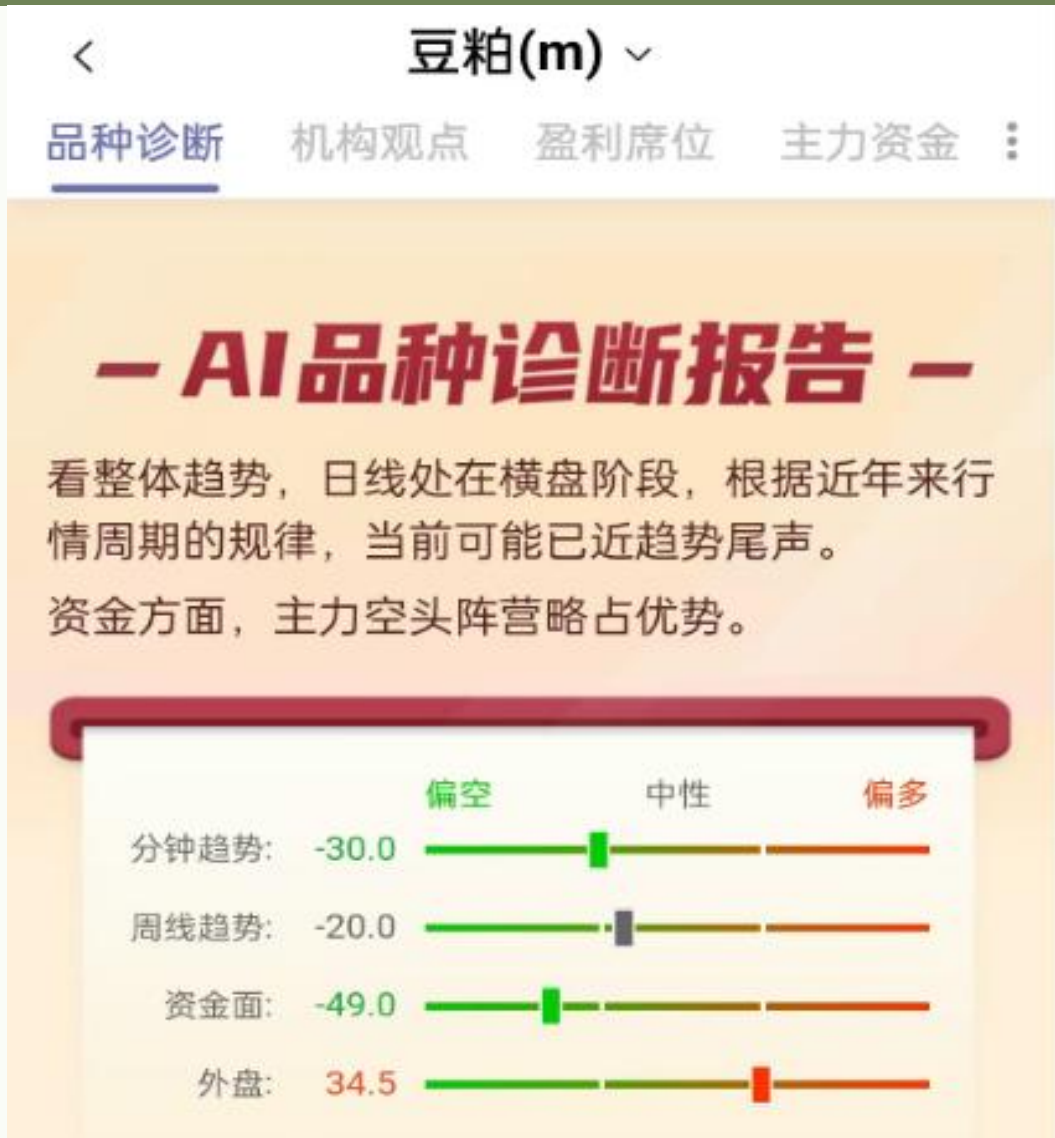 豆粕(m)
品种诊断 机构观点 盈利席位 主力资金
– AI品种诊断报告 –
看整体趋势，日线处在横盘阶段，根据近年来行
情周期的规律，当前可能已近趋势尾声。
资金方面，主力空头阵营略占优势。
偏空 中性 偏多
分钟趋势: -30.0
周线趋势: -20.0
资金面: -49.0
外盘: 34.5